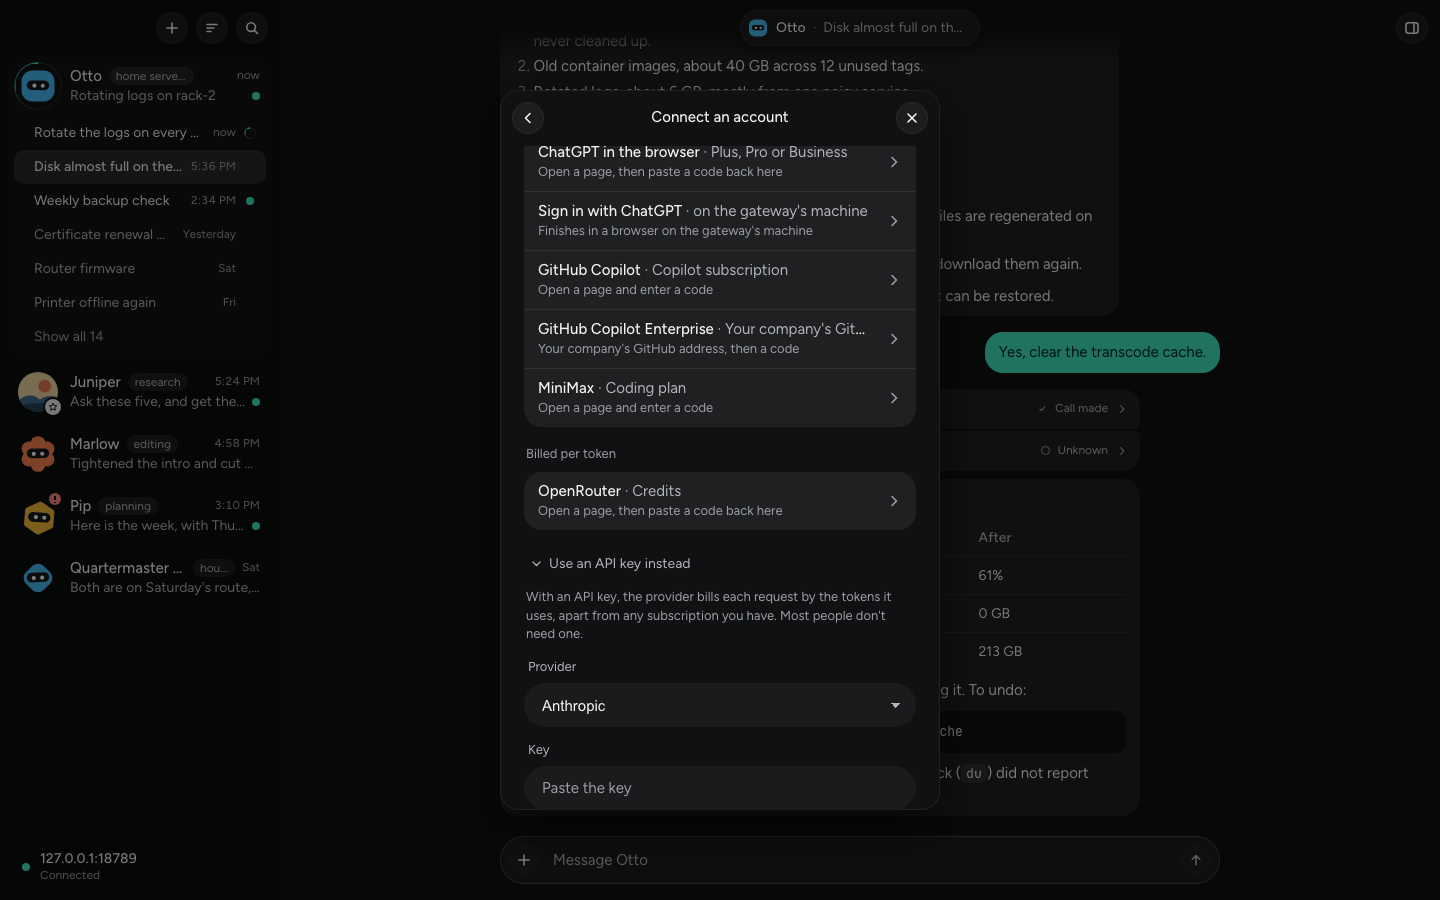 Otto · Disk almost full on th...
Otto home serve... now
Rotating logs on rack-2
Rotate the logs on every ... now
Disk almost full on the... 5:36 PM
Weekly backup check 2:34 PM
Certificate renewal ... Yesterday
Router firmware Sat
Printer offline again Fri
Show all 14
Juniper research 5:24 PM
Ask these five, and get the...
Marlow editing 4:58 PM
Tightened the intro and cut ...
Pip planning 3:10 PM
Here is the week, with Thu...
Quartermaster ... hou... Sat
Both are on Saturday's route,...
127.0.0.1:18789
Connected
never cleaned up.
2. Old container images, about 40 GB across 12 unused tags.
Connect an account
ChatGPT in the browser · Plus, Pro or Business
Open a page, then paste a code back here
Sign in with ChatGPT · on the gateway's machine
Finishes in a browser on the gateway's machine
GitHub Copilot · Copilot subscription
Open a page and enter a code
GitHub Copilot Enterprise · Your company's Git...
Your company's GitHub address, then a code
MiniMax · Coding plan
Open a page and enter a code
Billed per token
OpenRouter · Credits
Open a page, then paste a code back here
Use an API key instead
With an API key, the provider bills each request by the tokens it
uses, apart from any subscription you have. Most people don't
need one.
Provider
Anthropic
Key
Paste the key
files are regenerated on
download them again.
can be restored.
Yes, clear the transcode cache.
Call made
Unknown
After
61%
0 GB
213 GB
it. To undo:
che
ck (du) did not report
Message Otto